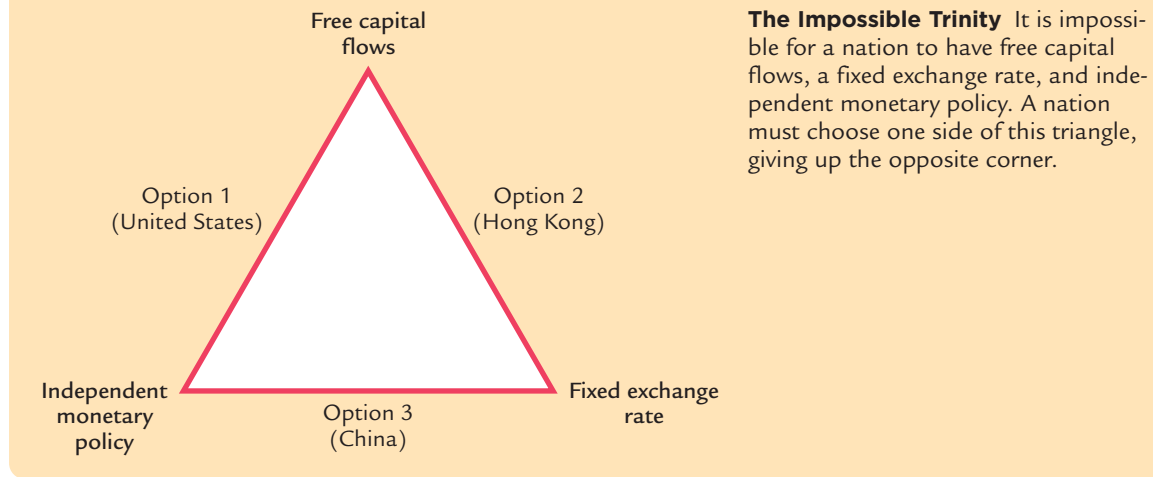 Free capital
flows
The Impossible Trinity It is impossi-
ble for a nation to have free capital
flows, a fixed exchange rate, and inde-
pendent monetary policy. A nation
must choose one side of this triangle,
giving up the opposite corner.
Option 1
(United States)
Option 2
(Hong Kong)
Independent
monetary
policy
Option 3
(China)
Fixed exchange
rate